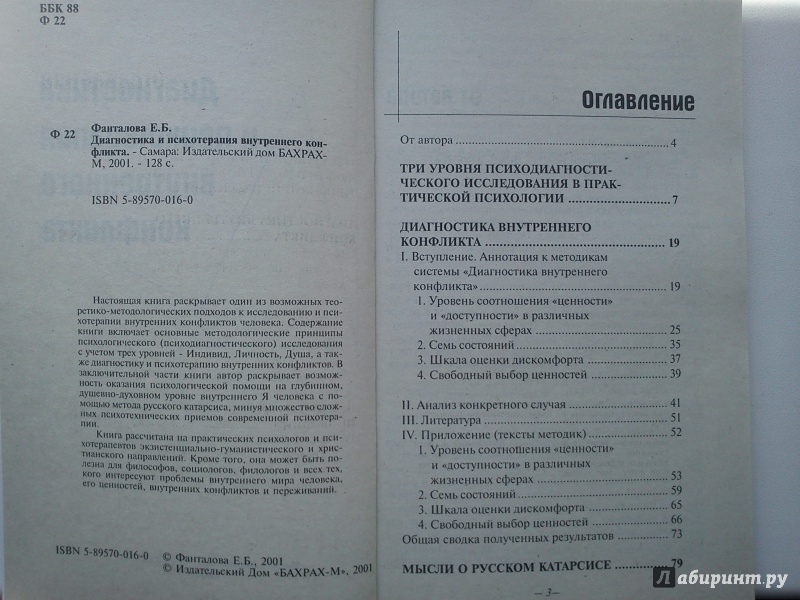 ББК 88
Ф 22
Фанталова Е.Б.
Ф 22 Диагностика и психотерапия внутреннего кон-
фликта. - Самара: Издательский дом БАХРАХ-
М, 2001. - 128 с.
ISBN 5-89570-016-0
Настоящая книга раскрывает один из возможных тео-
ретико-методологических подходов к исследованию и пси-
хотерапии внутренних конфликтов человека. Содержание
книги включает основные методологические принципы
психологического (психодиагностического) исследования
с учетом трех уровней - Индивид, Личность, Душа, а так-
же диагностику и психотерапию внутренних конфликтов. В
заключительной части книги автор раскрывает возмож-
ность оказания психологической помощи на глубинном,
душевно-духовном уровне внутреннего Я человека с по-
мощью метода русского катарсиса, минуя множество слож-
ных психотехнических приемов современной психотера-
пии.
Книга рассчитана на практических психологов и пси-
хотерапевтов экзистенциально-гуманистического и хрис-
тианского направлений. Кроме того, она может быть по-
лезна для философов, социологов, филологов и всех тех,
кого интересуют проблемы внутреннего мира человека,
его ценностей, внутренних конфликтов и переживаний.
ISBN 5-89570-016-0
© Фанталова Е.Б., 2001
© Издательский Дом «БАХРАХ-М», 2001
Оглавление
От автора 4
ТРИ УРОВНЯ ПСИХОДИАГНОСТИ-
ЧЕСКОГО ИССЛЕДОВАНИЯ В ПРАК-
ТИЧЕСКОЙ ПСИХОЛОГИИ 7
ДИАГНОСТИКА ВНУТРЕННЕГО
КОНФЛИКТА 19
I. Вступление. Аннотация к методикам
системы «Диагностика внутреннего
конфликта» 19
1. Уровень соотношения «ценности»
и «доступности» в различных
жизненных сферах 25
2. Семь состояний 35
3. Шкала оценки дискомфорта 37
4. Свободный выбор ценностей 39
II. Анализ конкретного случая 41
III. Литература 51
IV. Приложение (тексты методик) 52
1. Уровень соотношения «ценности»
и «доступности» в различных
жизненных сферах 53
2. Семь состояний 59
3. Шкала оценки дискомфорта 65
4. Свободный выбор ценностей 66
Общая сводка полученных результатов 73
МЫСЛИ О РУССКОМ КАТАРСИСЕ 79
– 3–
Лабиринт.ру